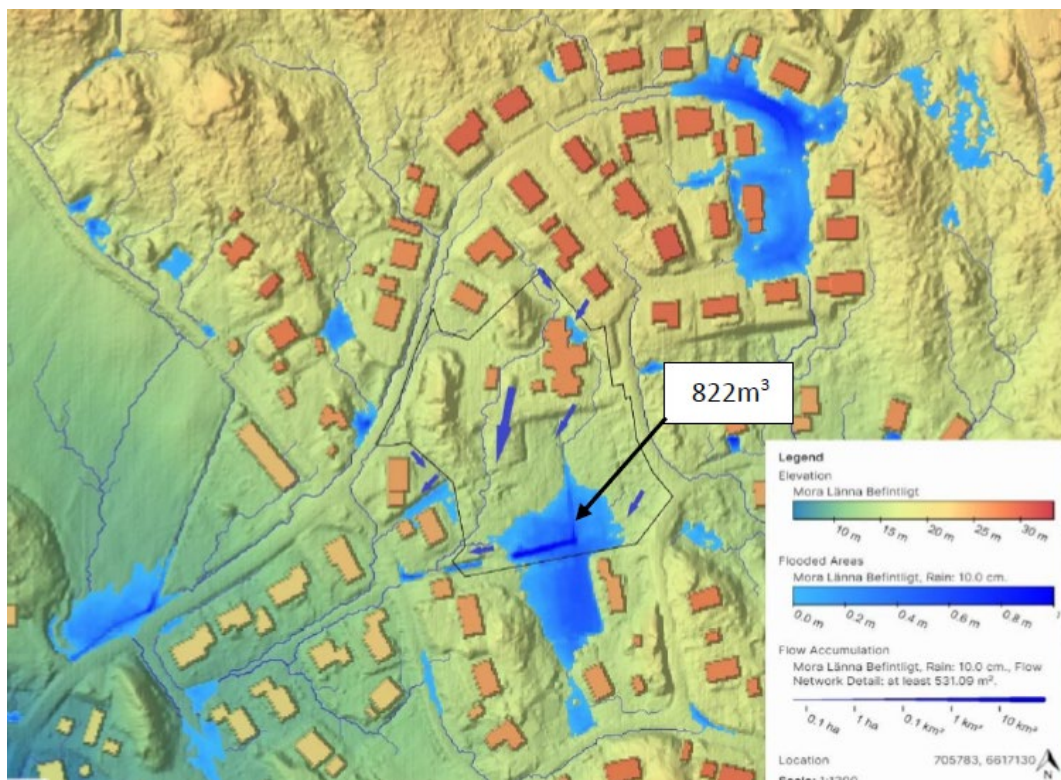 822m³
Legend
Elevation
Mora Länna Befintligt
10 m 15 m 20 m 25 m 30 m
Flooded Areas
Mora Länna Befintligt, Rain: 10.0 cm.
0.0 m 0.2 m 0.4 m 0.6 m 0.8 m
Flow Accumulation
Mora Länna Befintligt, Rain: 10.0 cm., Flow
Network Detail: at least 531.09 m².
0.1 ha 1 ha 0.1 km² 1 km² 10 km²
Location 705783, 6617130
Scale: 1:1200